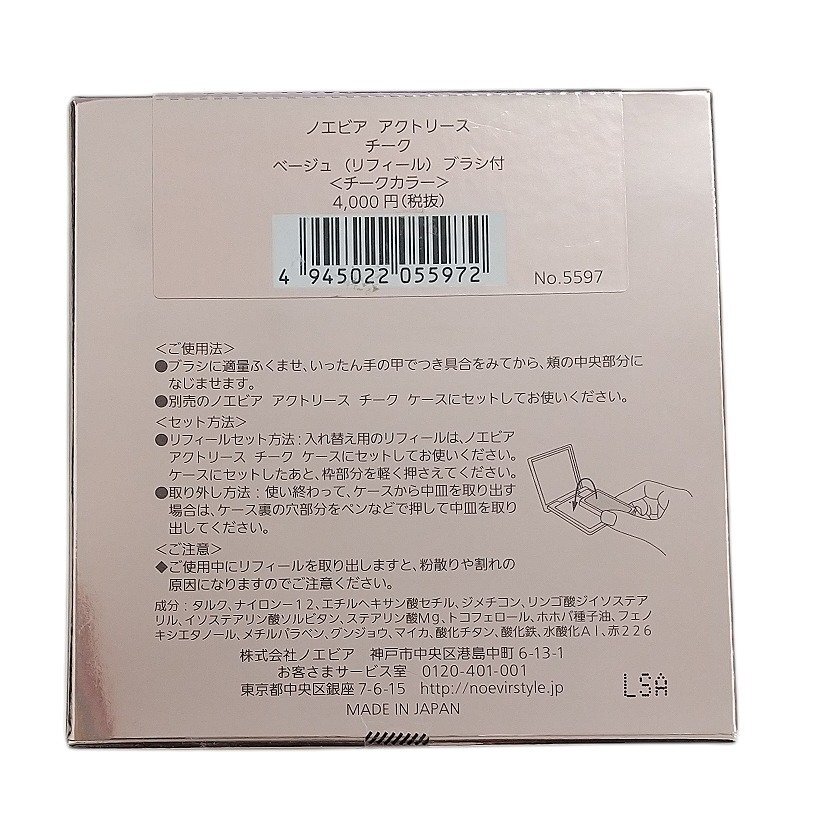 ノエビア アクトリース
チーク
ベージュ（リフィール）ブラシ付
＜チークカラー＞
4,000円（税抜）
4 945022 055972
No.5597
＜ご使用法＞
●ブラシに適量ふくませ、いったん手の甲でつき具合をみてから、頬の中央部分に
なじませます。
●別売のノエビア アクトリース チーク ケースにセットしてお使いください。
＜セット方法＞
●リフィールセット方法：入れ替え用のリフィールは、ノエビア
アクトリース チーク ケースにセットしてお使いください。
ケースにセットしたあと、枠部分を軽く押さえてください。
●取り外し方法：使い終わって、ケースから中皿を取り出す
場合は、ケース裏の穴部分をペンなどで押して中皿を取り
出してください。
＜ご注意＞
◆ご使用中にリフィールを取り出しますと、粉散りや割れの
原因になりますのでご注意ください。
成分：タルク、ナイロン－１２、エチルヘキサン酸セチル、ジメチコン、リンゴ酸ジイソステア
リル、イソステアリン酸ソルビタン、ステアリン酸Mg、トコフェロール、ホホバ種子油、フェノ
キシエタノール、メチルパラベン、グンジョウ、マイカ、酸化チタン、酸化鉄、水酸化Ａｌ、赤２２６
株式会社ノエビア 神戸市中央区港島中町6-13-1
お客さまサービス室 0120-401-001
東京都中央区銀座7-6-15 http://noevirstyle.jp
MADE IN JAPAN
LSA